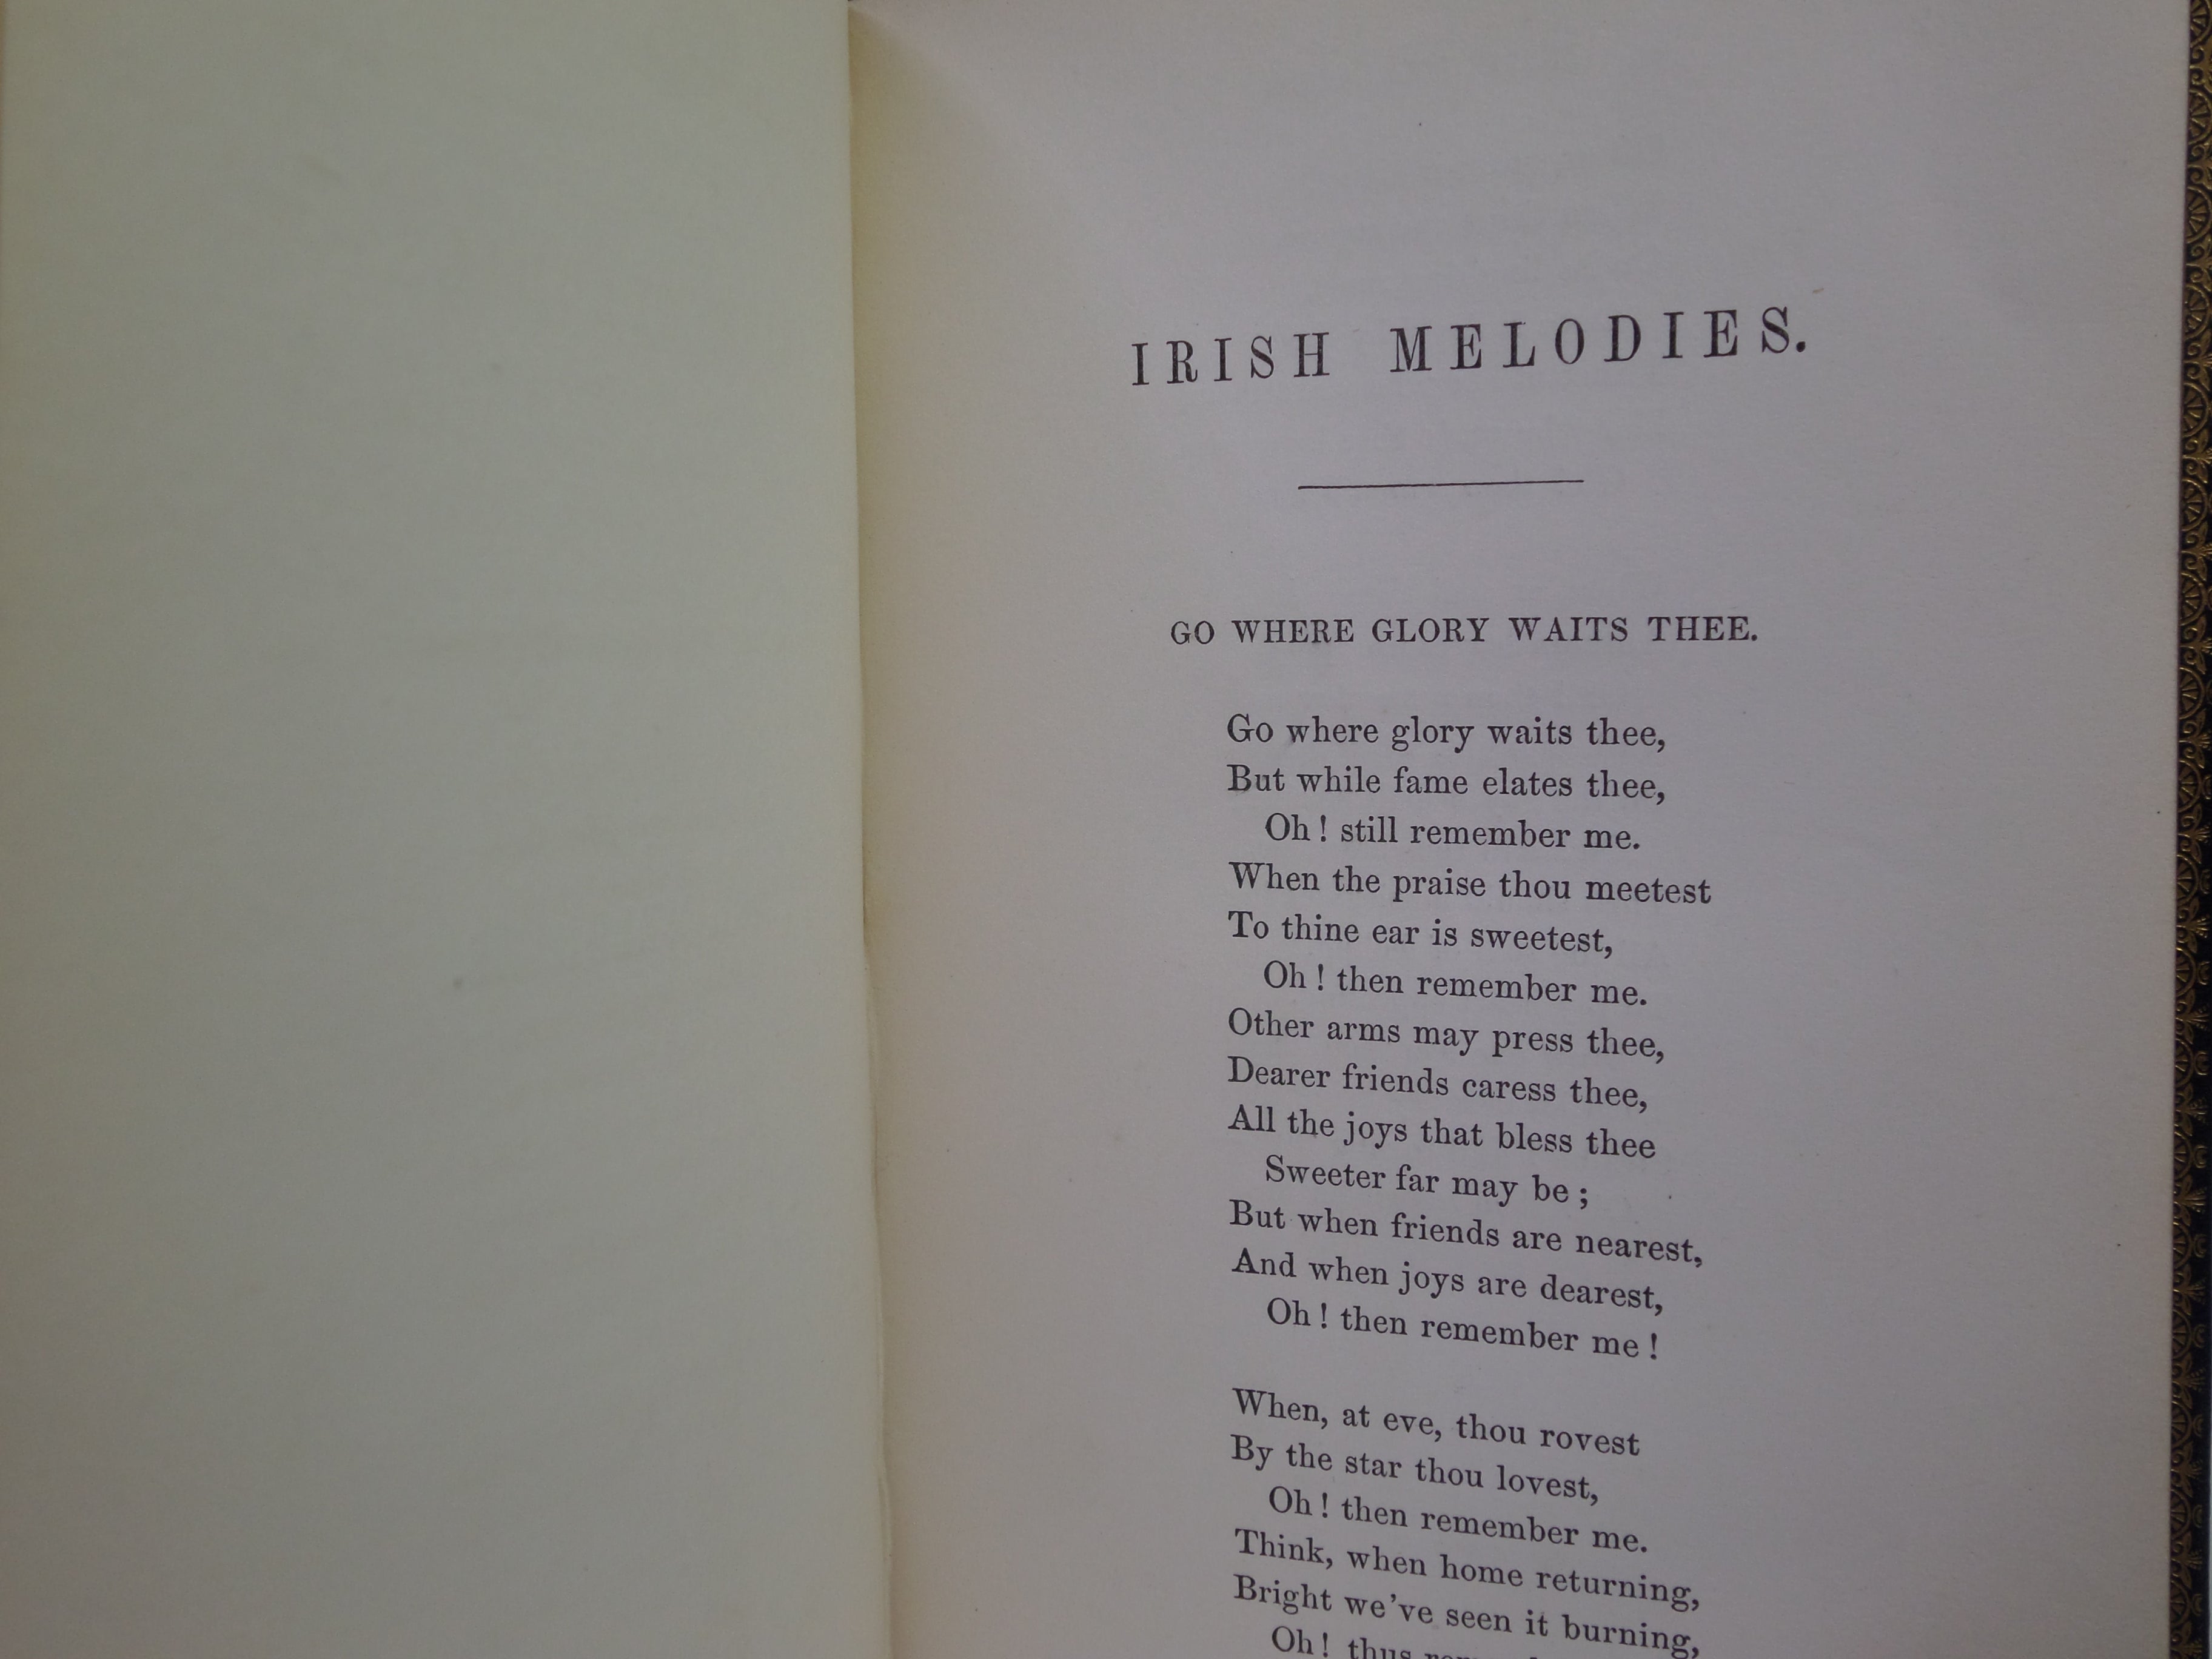 IRISH MELODIES.
GO WHERE GLORY WAITS THEE.
Go where glory waits thee,
But while fame elates thee,
Oh! still remember me.
When the praise thou meetest
To thine ear is sweetest,
Oh! then remember me.
Other arms may press thee,
Dearer friends caress thee,
All the joys that bless thee
Sweeter far may be;
But when friends are nearest,
And when joys are dearest,
Oh! then remember me!
When, at eve, thou rovest
By the star thou lovest,
Oh! then remember me.
Think, when home returning,
Bright we've seen it burning,
Oh! thus